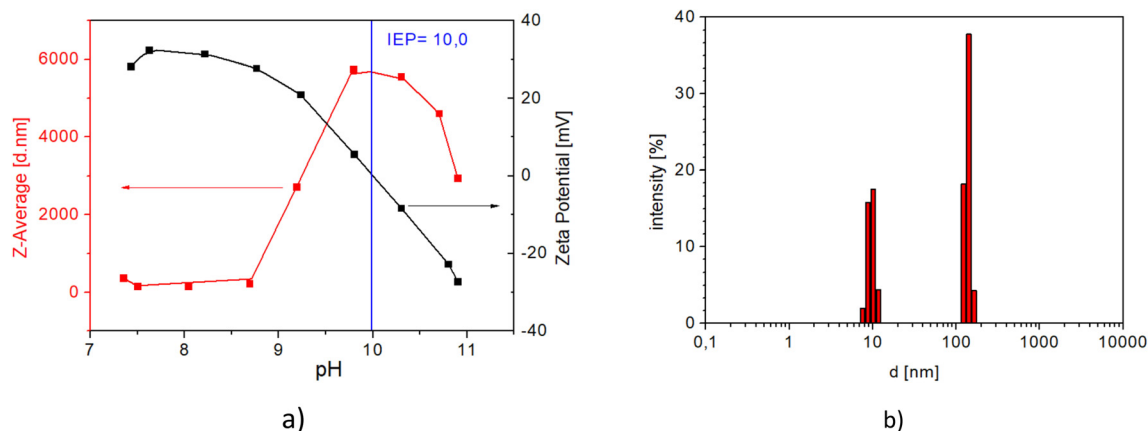 6000
4000
2000
0
Z-Average [d.nm]
IEP= 10,0
40
20
0
-20
-40
Zeta Potential [mV]
7 8 9 10 11
pH
a)
40
30
20
10
0
intensity [%]
0,1 1 10 100 1000 10000
d [nm]
b)